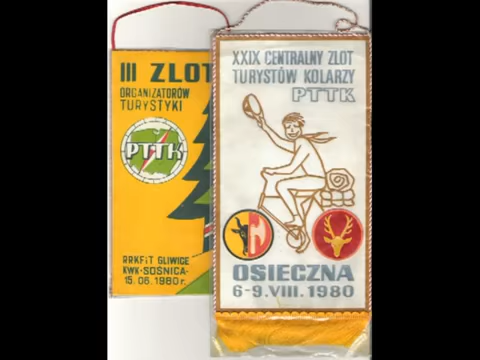 III ZLOT
ORGANIZATORÓW
TURYSTYKI
PTTK
RRKFiT GLIWICE
KWK-SOŚNICA-
15.06.1980 r.
XXIX CENTRALNY ZLOT
TURYSTÓW KOLARZY
PTTK
OSIECZNA
6-9.VIII.1980